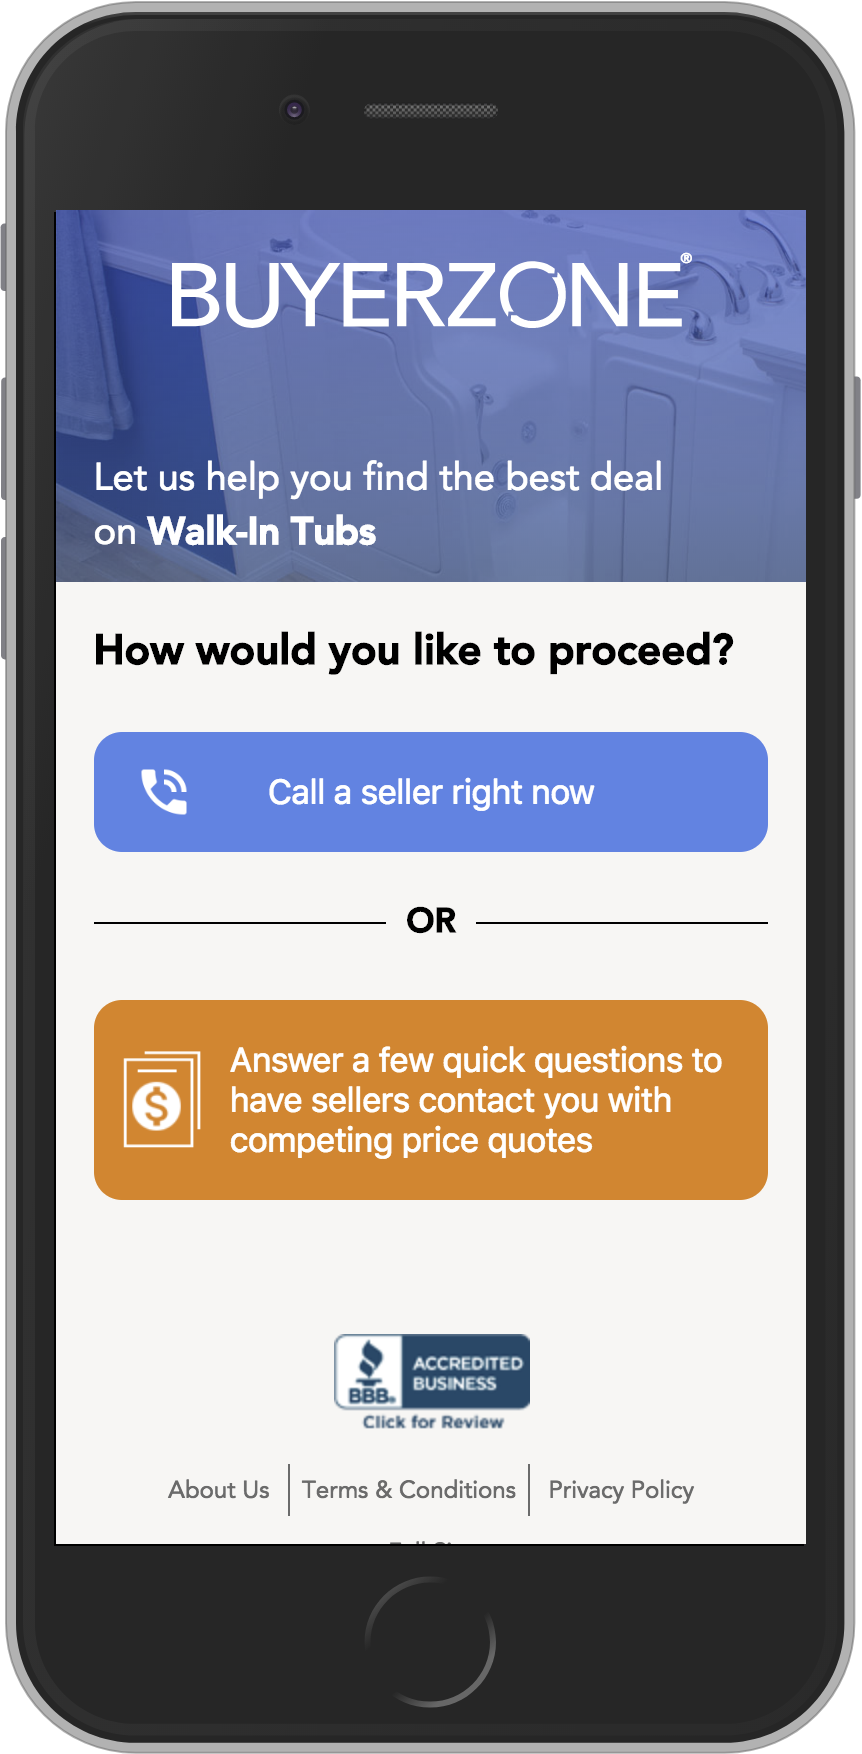 BUYERZONE®
Let us help you find the best deal
on Walk-In Tubs
How would you like to proceed?
Call a seller right now
OR
Answer a few quick questions to
have sellers contact you with
competing price quotes
$
BBB.
ACCREDITED
BUSINESS
Click for Review
About Us
Terms & Conditions
Privacy Policy